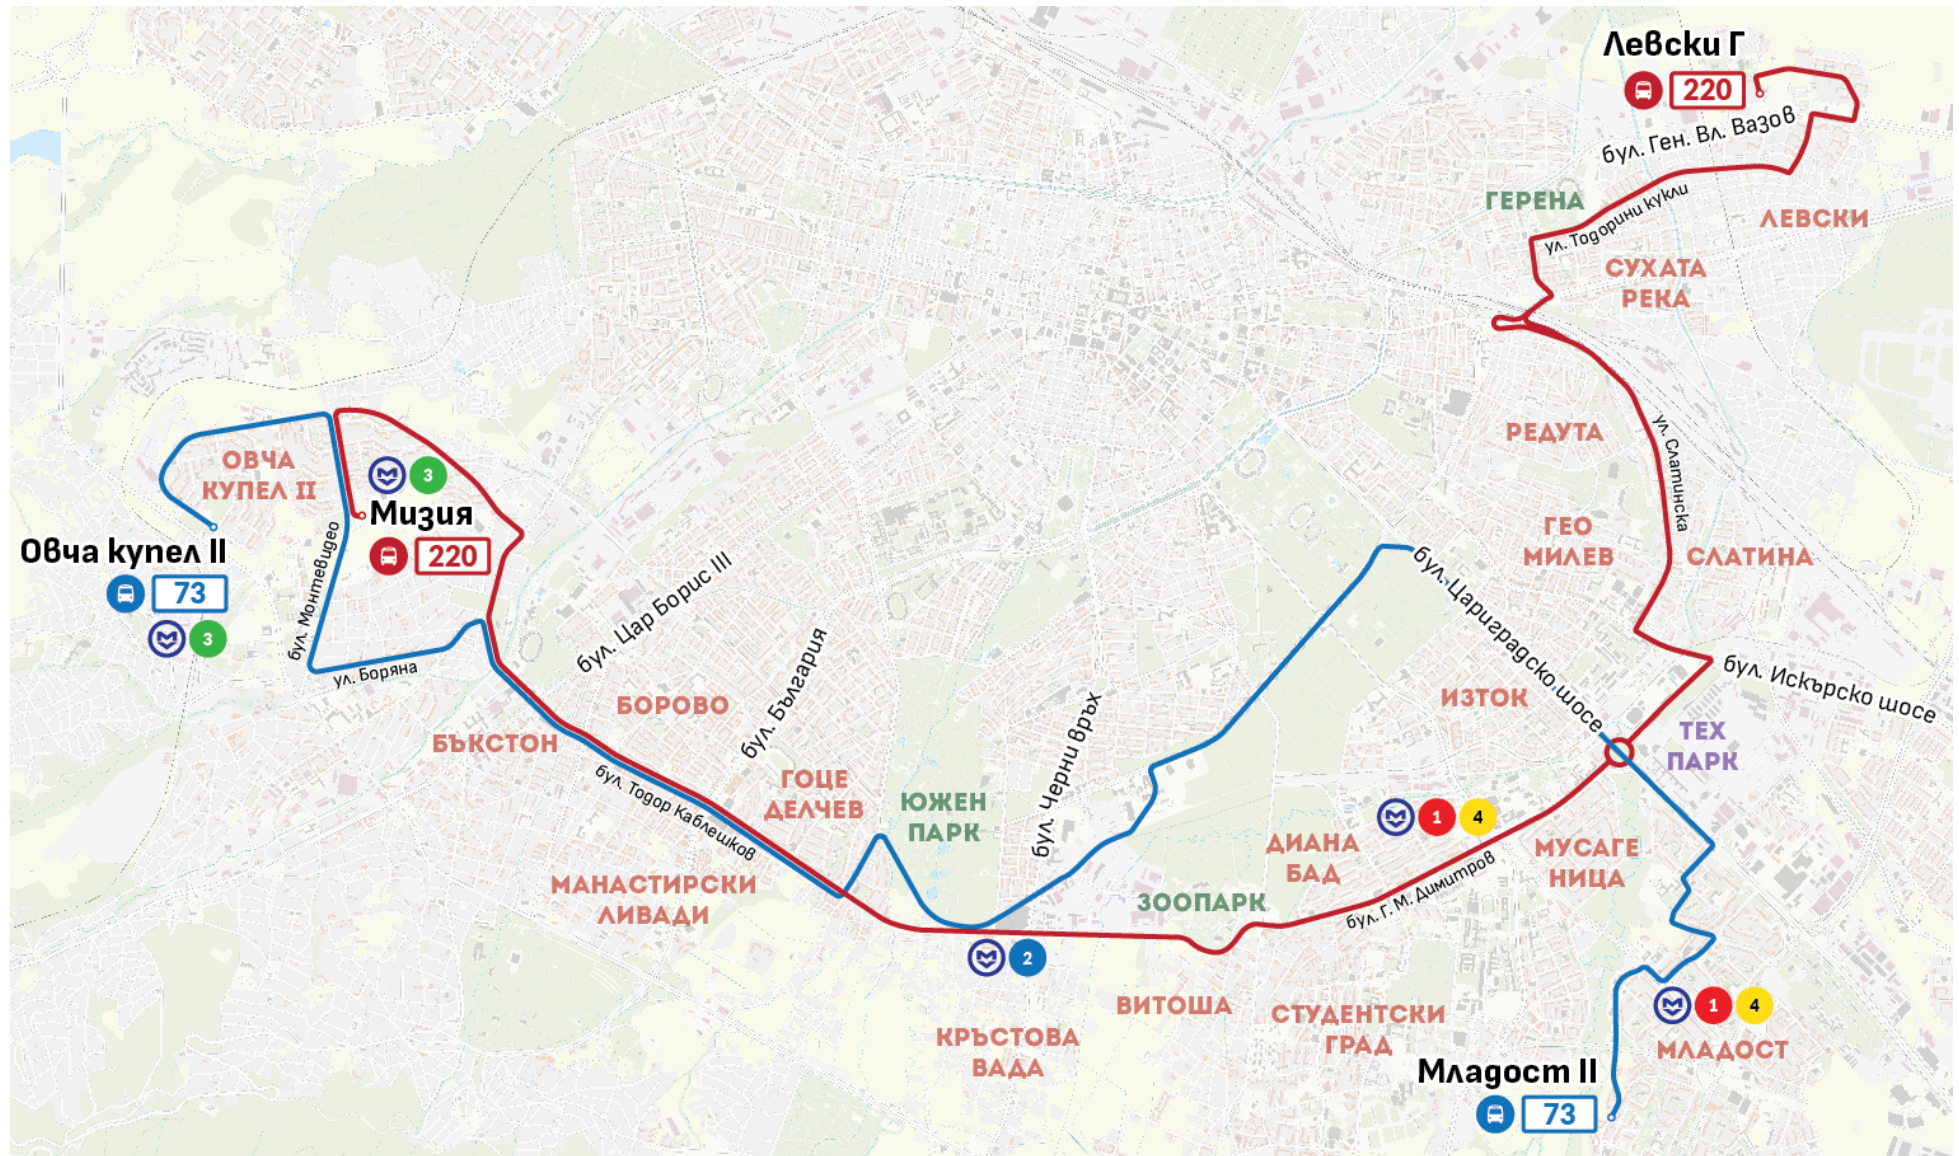 Левски Г
220
бул. Ген. Вл. Вазов
ГЕРЕНА
ул. Тодорини кукли
ЛЕВСКИ
СУХАТА
РЕКА
РЕДУТА
ул. Слатинска
ГЕО
МИЛЕВ
СЛАТИНА
ОВЧА
КУПЕЛ II
3
Мизия
220
Овча купел II
73
3
бул. Монтевидео
ул. Боряна
бул. Цар Борис III
бул. България
БОРОВО
БЪКСТОН
бул. Тодор Каблешков
ГОЦЕ
ДЕЛЧЕВ
МАНАСТИРСКИ
ЛИВАДИ
ЮЖЕН
ПАРК
бул. Черни връх
2
КРЪСТОВА
ВАДА
ЗООПАРК
ВИТОША
ДИАНА
БАД
1
4
бул. Г. М. Димитров
СТУДЕНТСКИ
ГРАД
бул. Цариградско шосе
ИЗТОК
бул. Искърско шосе
ТЕХ
ПАРК
МУСАГЕ
НИЦА
1
4
МЛАДОСТ
Младост II
73